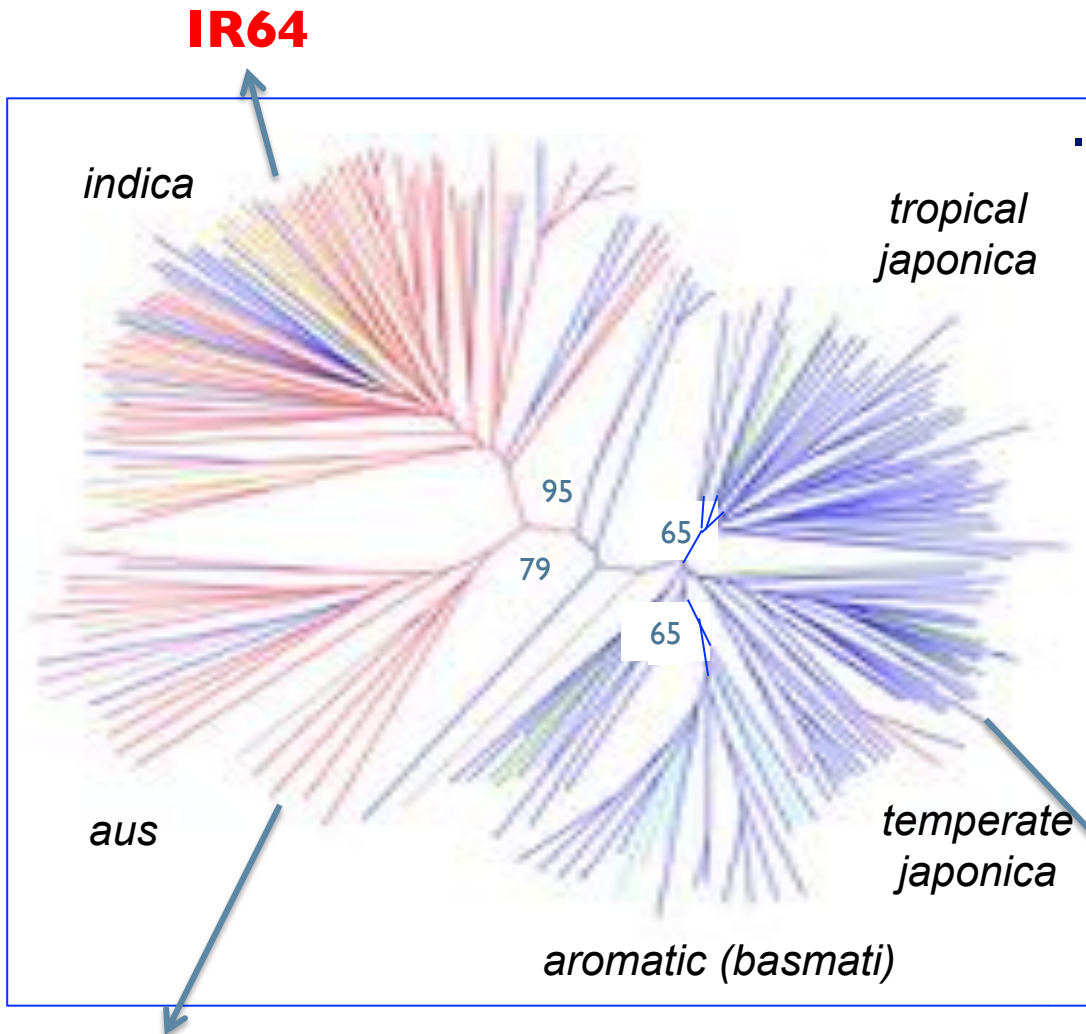 IR64
indica
tropical
japonica
95
65
79
65
aus
temperate
japonica
aromatic (basmati)